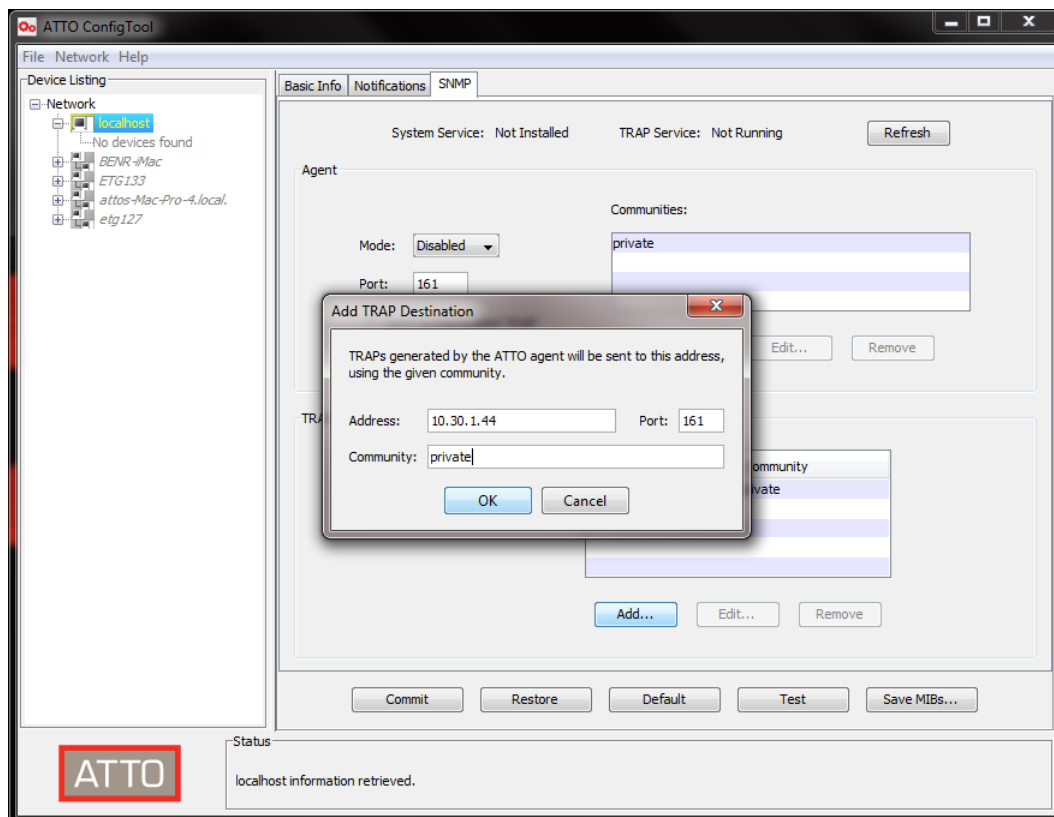 ATTO ConfigTool
File Network Help
Device Listing
Network
localhost
No devices found
BENR-iMac
ETG133
attos-Mac-Pro-4.local.
etg127
Basic Info Notifications SNMP
System Service: Not Installed TRAP Service: Not Running Refresh
Agent
Communities:
Mode: Disabled private
Port: 161
Edit... Remove
Add TRAP Destination
TRAPs generated by the ATTO agent will be sent to this address,
using the given community.
Address: 10.30.1.44 Port: 161
Community: private
OK Cancel
Add... Edit... Remove
Commit Restore Default Test Save MIBs...
ATTO
Status
localhost information retrieved.